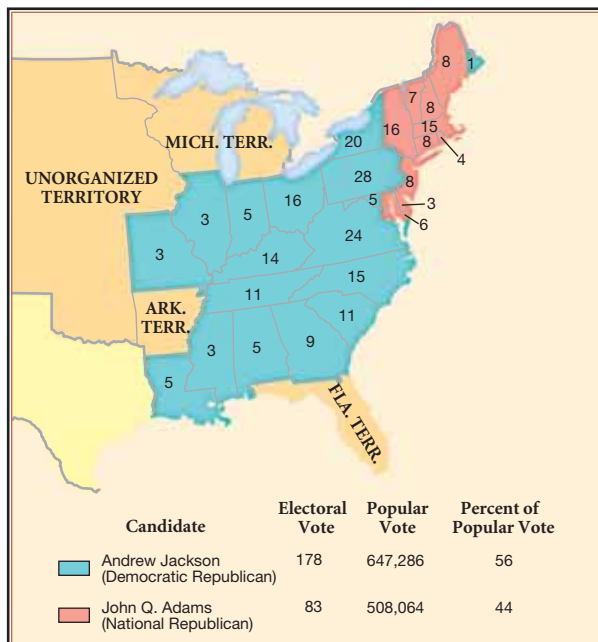 8
1
7
8
16
15
8
4
20
MICH. TERR.
28
8
UNORGANIZED
TERRITORY
5
3
16
6
3
5
24
3
14
15
11
ARK.
TERR.
11
3
5
9
5
FLA. TERR.
Electoral Popular Percent of
Candidate Vote Vote Popular Vote
Andrew Jackson 178 647,286 56
(Democratic Republican)
John Q. Adams 83 508,064 44
(National Republican)